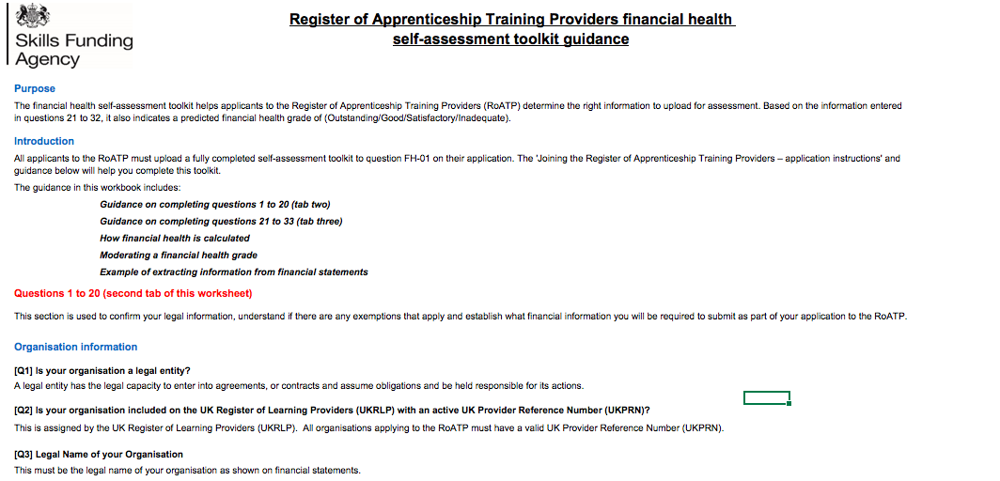 Skills Funding
Agency
Register of Apprenticeship Training Providers financial health
self-assessment toolkit guidance
Purpose
The financial health self-assessment toolkit helps applicants to the Register of Apprenticeship Training Providers (RoATP) determine the right information to upload for assessment. Based on the information entered
in questions 21 to 32, it also indicates a predicted financial health grade of (Outstanding/Good/Satisfactory/Inadequate).
Introduction
All applicants to the RoATP must upload a fully completed self-assessment toolkit to question FH-01 on their application. The 'Joining the Register of Apprenticeship Training Providers – application instructions' and
guidance below will help you complete this toolkit.
The guidance in this workbook includes:
Guidance on completing questions 1 to 20 (tab two)
Guidance on completing questions 21 to 33 (tab three)
How financial health is calculated
Moderating a financial health grade
Example of extracting information from financial statements
Questions 1 to 20 (second tab of this worksheet)
This section is used to confirm your legal information, understand if there are any exemptions that apply and establish what financial information you will be required to submit as part of your application to the RoATP.
Organisation information
[Q1] Is your organisation a legal entity?
A legal entity has the legal capacity to enter into agreements, or contracts and assume obligations and be held responsible for its actions.
[Q2] Is your organisation included on the UK Register of Learning Providers (UKRLP) with an active UK Provider Reference Number (UKPRN)?
This is assigned by the UK Register of Learning Providers (UKRLP). All organisations applying to the RoATP must have a valid UK Provider Reference Number (UKPRN).
[Q3] Legal Name of your Organisation
This must be the legal name of your organisation as shown on financial statements.